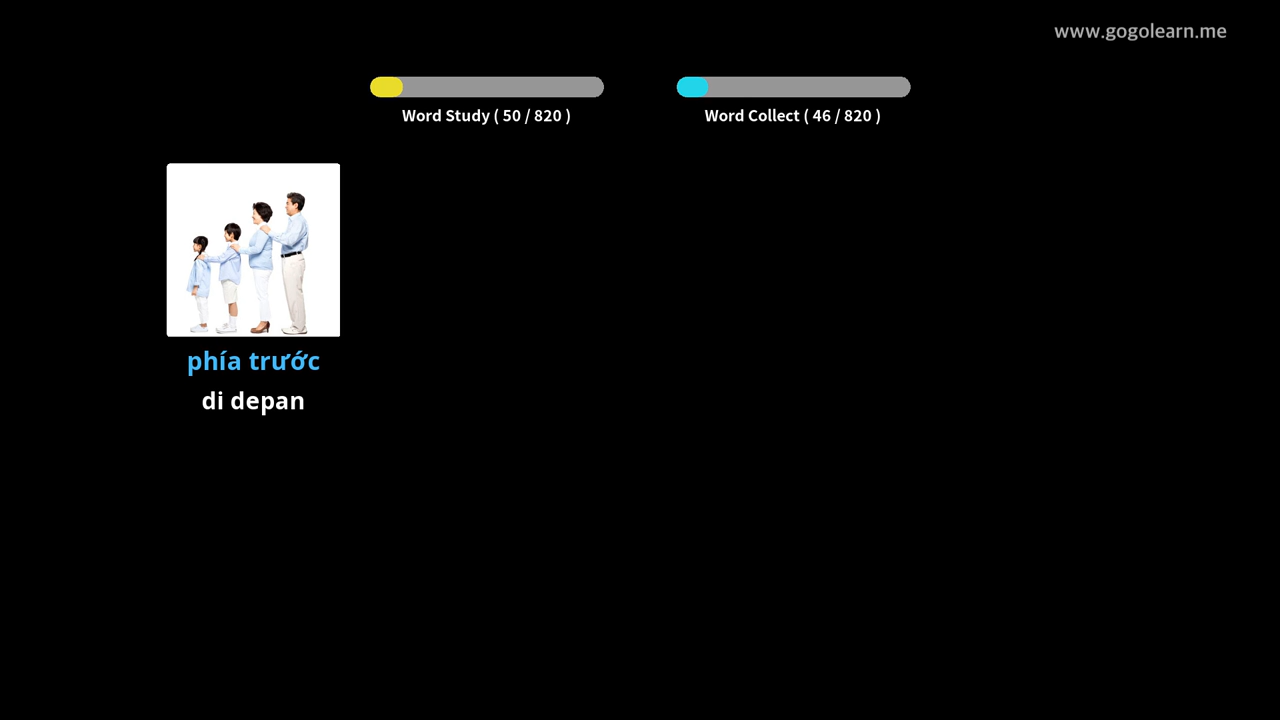 www.gogolearn.me
Word Study ( 50 / 820 )
Word Collect ( 46 / 820 )
phía trước
di depan